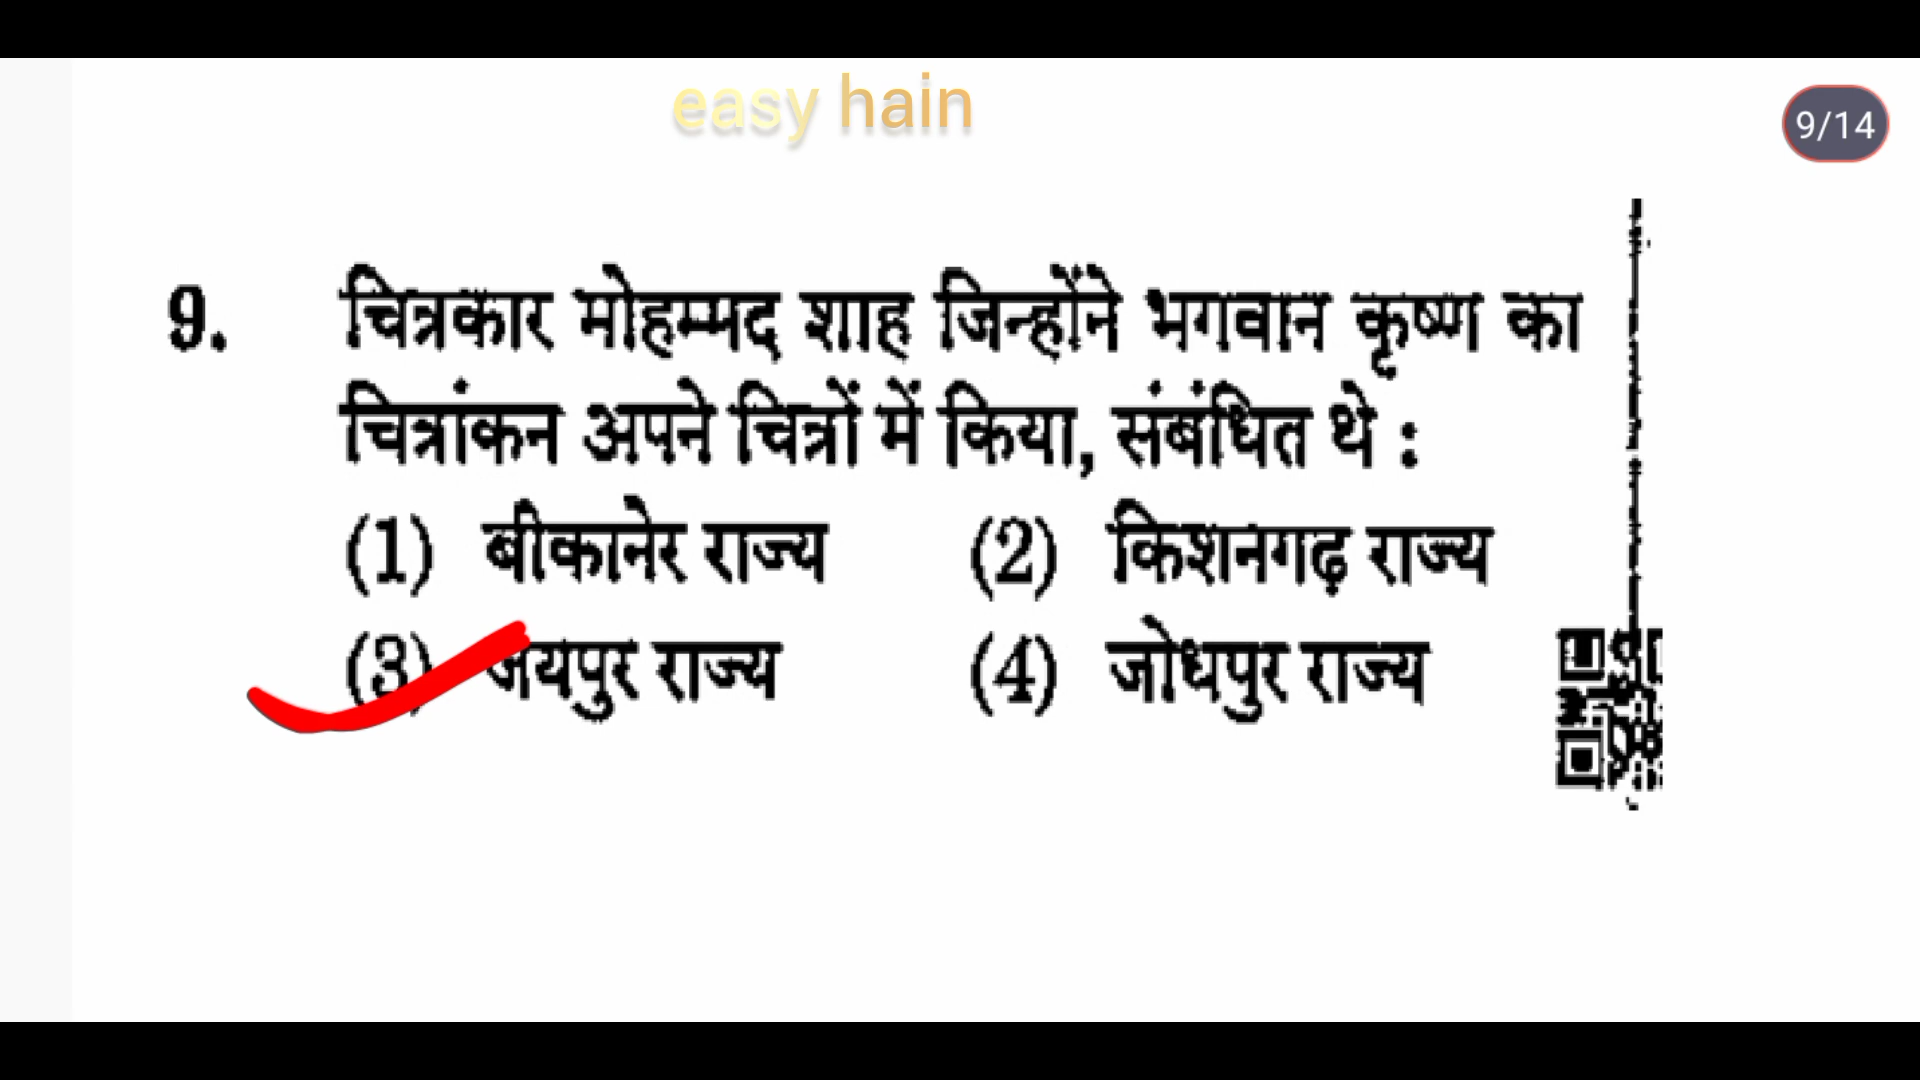 easy hain
9/14
9. चित्रकार मोहम्मद शाह जिन्होंने भगवान कृष्ण का
चित्रांकन अपने चित्रों में किया, संबंधित थे :
(1) बीकानेर राज्य (2) किशनगढ़ राज्य
(3) जयपुर राज्य (4) जोधपुर राज्य